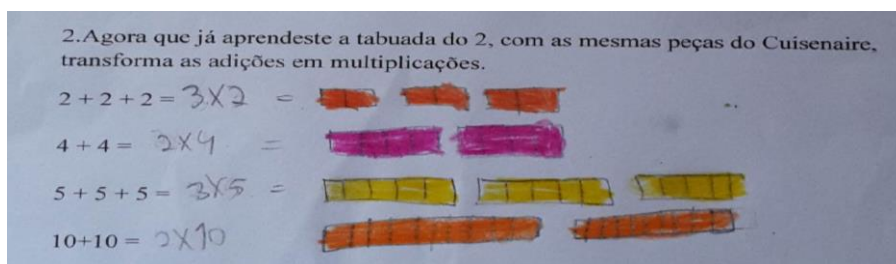 2.Agora que já aprendeste a tabuada do 2, com as mesmas peças do Cuisenaire,
transforma as adições em multiplicações.
2 + 2 + 2 = 3X2 =
4 + 4 = 2X4 =
5 + 5 + 5 = 3X5 =
10+10 = 2X10